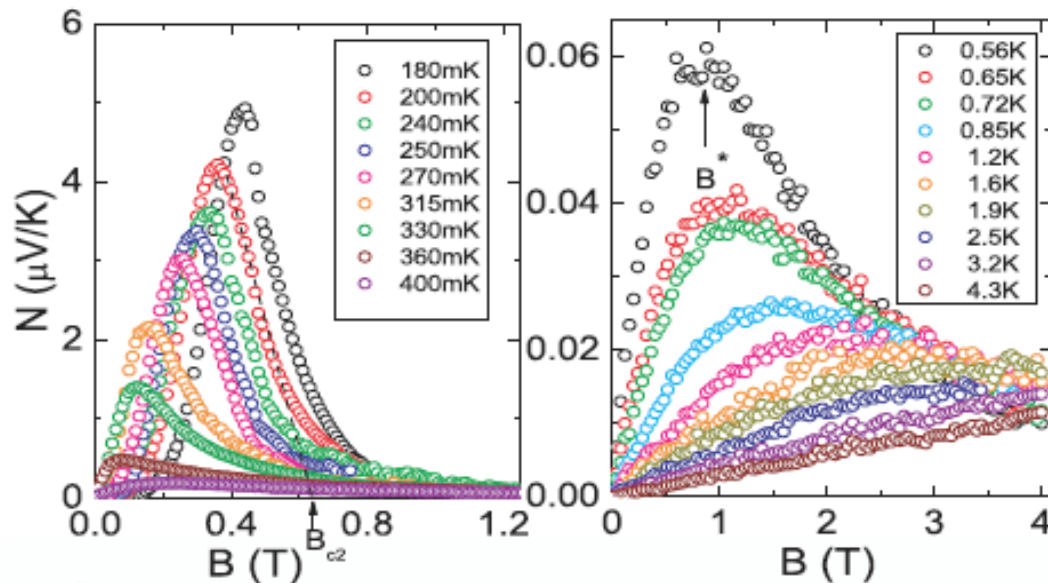 N (μV/K)
6
4
2
0
180mK
200mK
240mK
250mK
270mK
315mK
330mK
360mK
400mK
0.0 0.4 0.8 1.2
B (T)
Bc2
0.06
0.04
0.02
0.00
B*
0.56K
0.65K
0.72K
0.85K
1.2K
1.6K
1.9K
2.5K
3.2K
4.3K
0 1 2 3 4
B (T)